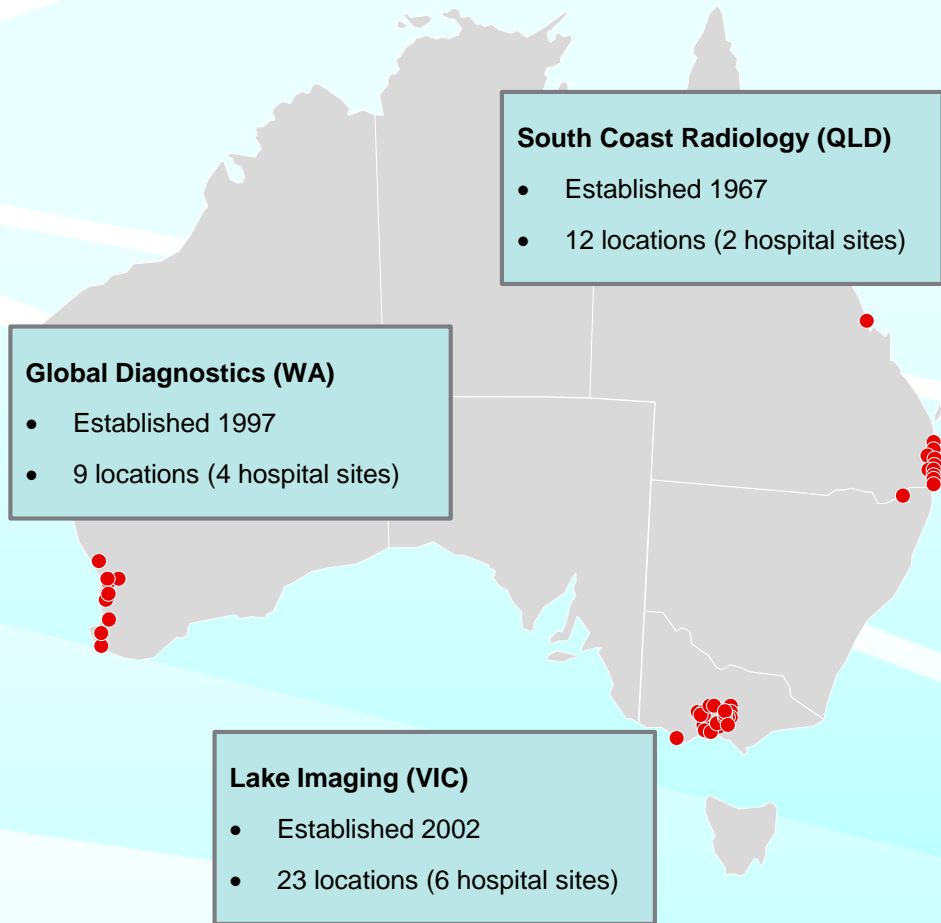 South Coast Radiology (QLD)
• Established 1967
• 12 locations (2 hospital sites)
Global Diagnostics (WA)
• Established 1997
• 9 locations (4 hospital sites)
Lake Imaging (VIC)
• Established 2002
• 23 locations (6 hospital sites)